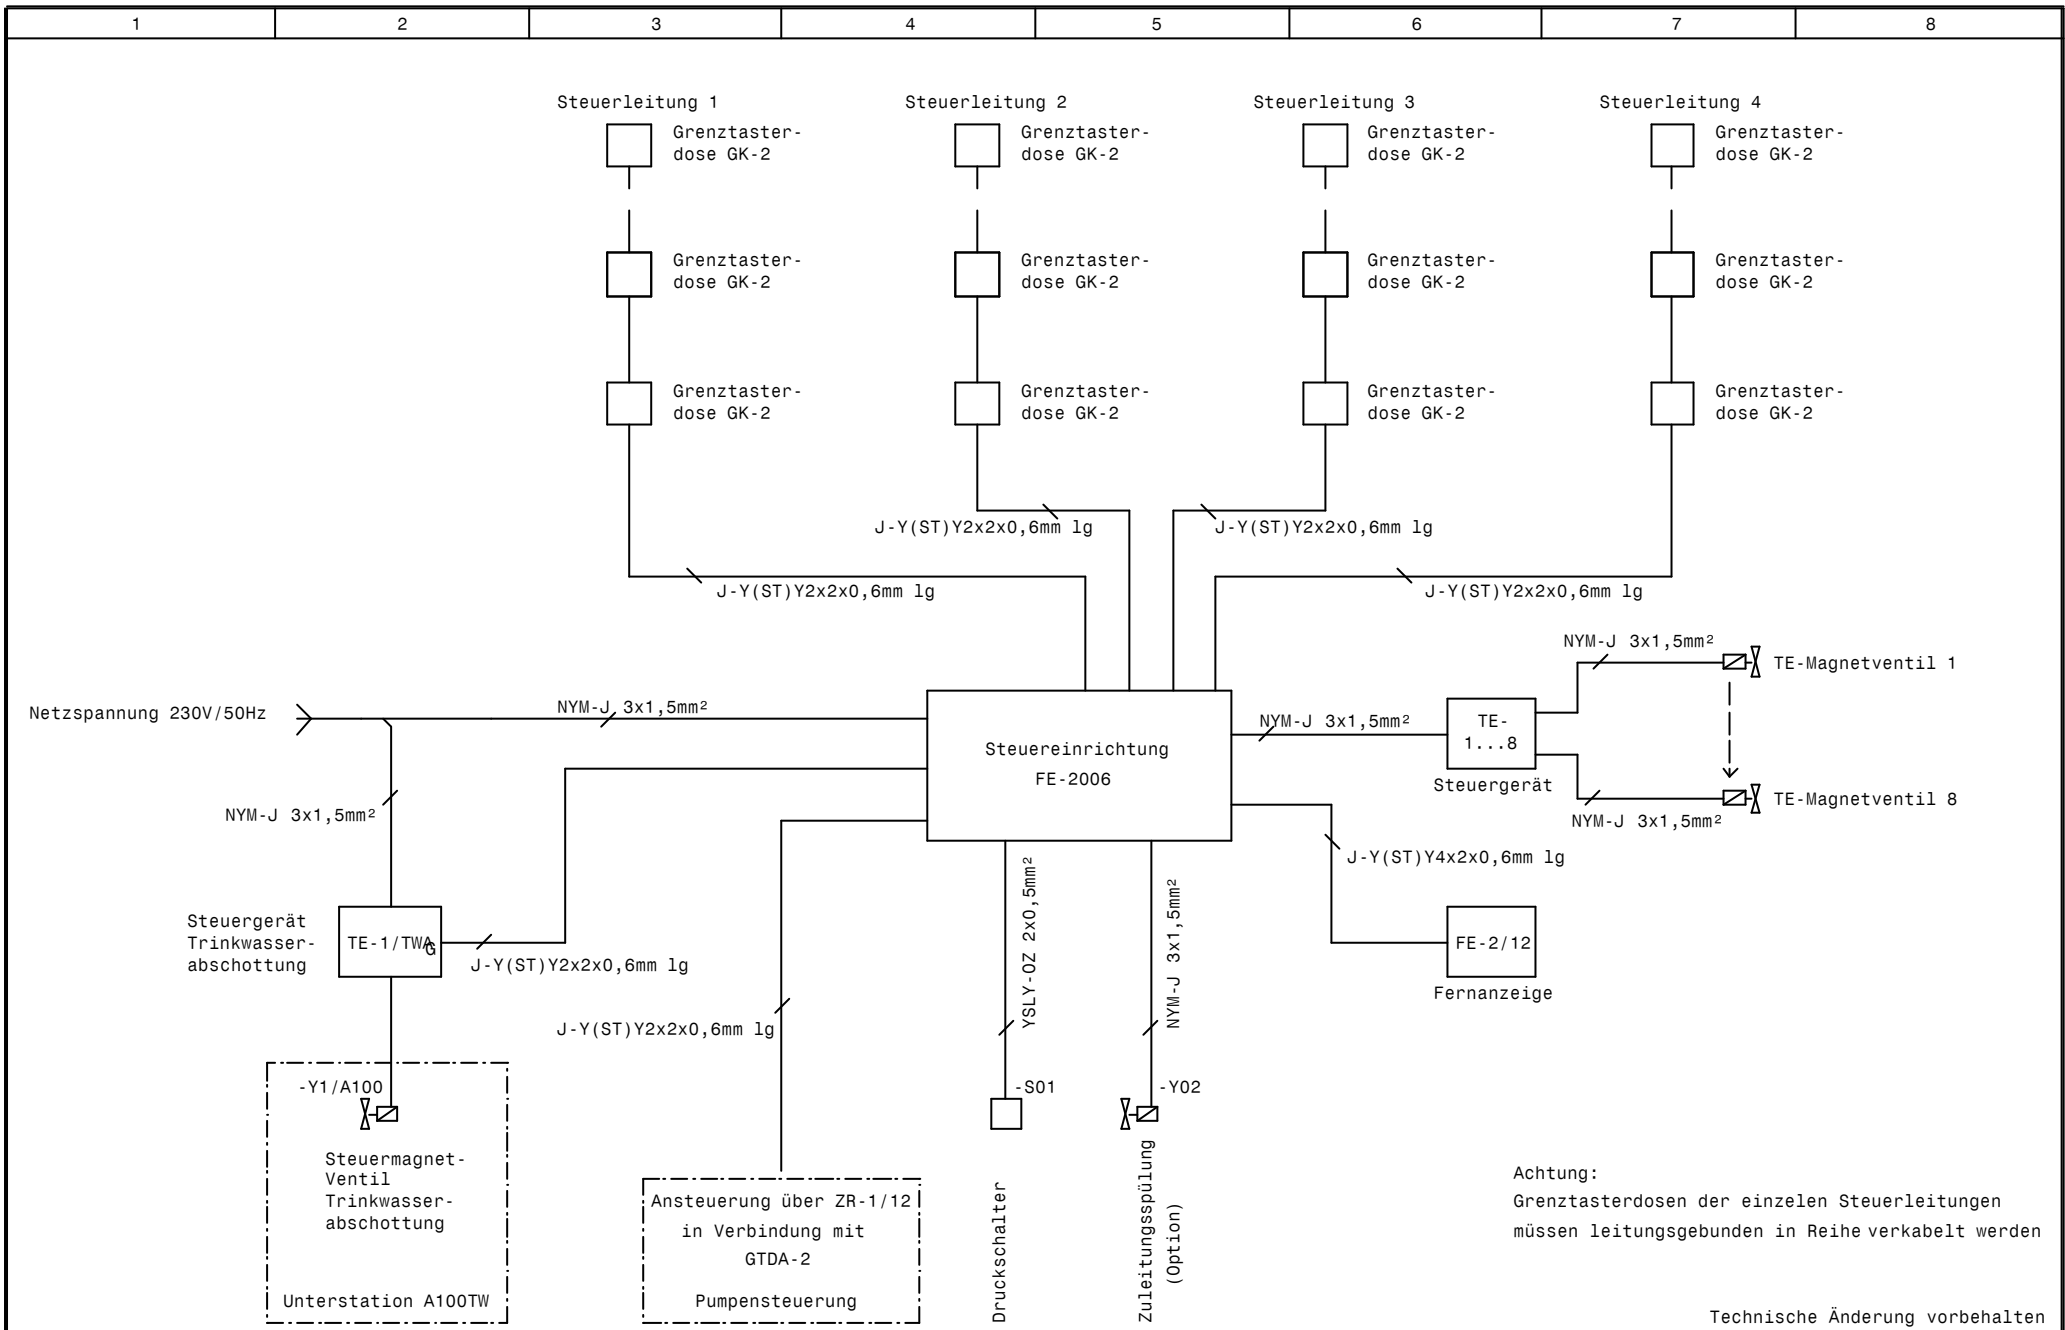 1 2 3 4 5 6 7 8
Steuerleitung 1
Steuerleitung 2
Steuerleitung 3
Steuerleitung 4
Grenztaster-
dose GK-2
Grenztaster-
dose GK-2
Grenztaster-
dose GK-2
Grenztaster-
dose GK-2
Grenztaster-
dose GK-2
Grenztaster-
dose GK-2
Grenztaster-
dose GK-2
Grenztaster-
dose GK-2
Grenztaster-
dose GK-2
Grenztaster-
dose GK-2
Grenztaster-
dose GK-2
Grenztaster-
dose GK-2
J-Y(ST)Y2x2x0,6mm lg
J-Y(ST)Y2x2x0,6mm lg
J-Y(ST)Y2x2x0,6mm lg
J-Y(ST)Y2x2x0,6mm lg
NYM-J 3x1,5mm²
TE-Magnetventil 1
Netzspannung 230V/50Hz
NYM-J 3x1,5mm²
NYM-J 3x1,5mm²
TE-
1...8
Steuergerät
Steuereinrichtung
FE-2006
TE-Magnetventil 8
NYM-J 3x1,5mm²
NYM-J 3x1,5mm²
J-Y(ST)Y4x2x0,6mm lg
Steuergerät
Trinkwasser-
abschottung
TE-1/TWA
G
J-Y(ST)Y2x2x0,6mm lg
YSLY-OZ 2x0,5mm²
NYM-J 3x1,5mm²
FE-2/12
Fernanzeige
J-Y(ST)Y2x2x0,6mm lg
-Y1/A100
-S01
-Y02
Steuermagnet-
Ventil
Trinkwasser-
abschottung
Unterstation A100TW
Ansteuerung über ZR-1/12
in Verbindung mit
GTDA-2
Pumpensteuerung
Druckschalter
Zuleitungsspülung
(Option)
Achtung:
Grenztasterdosen der einzelen Steuerleitungen
müssen leitungsgebunden in Reihe verkabelt werden
Technische Änderung vorbehalten